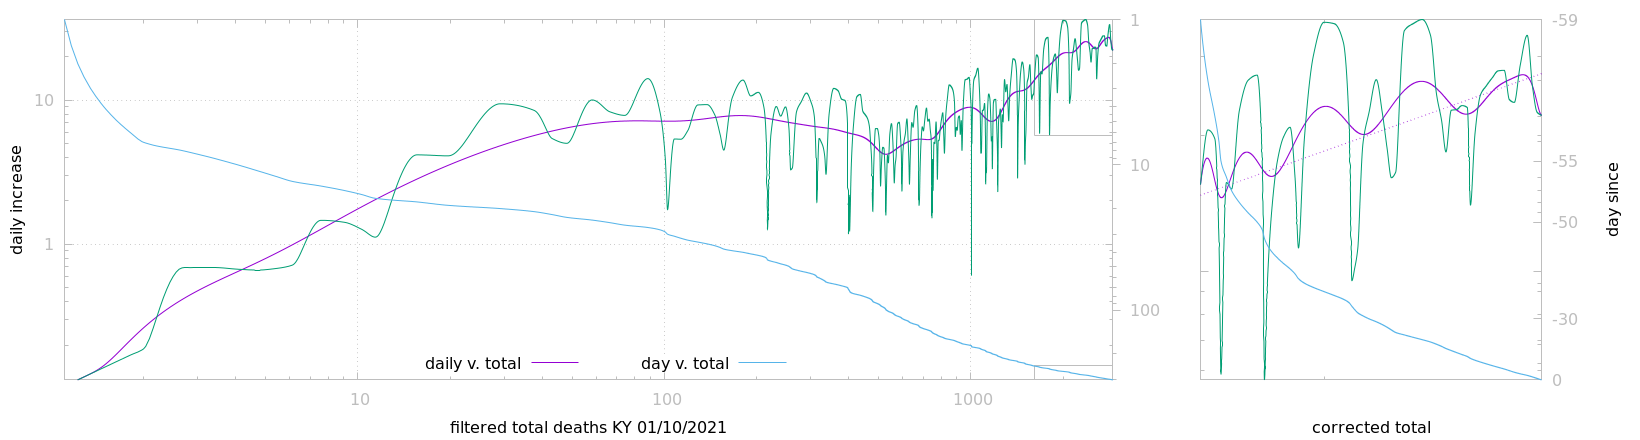 daily increase
10
1
daily v. total
day v. total
10
100
1000
filtered total deaths KY 01/10/2021
1
10
100
-59
-55
-50
-30
0
day since
corrected total